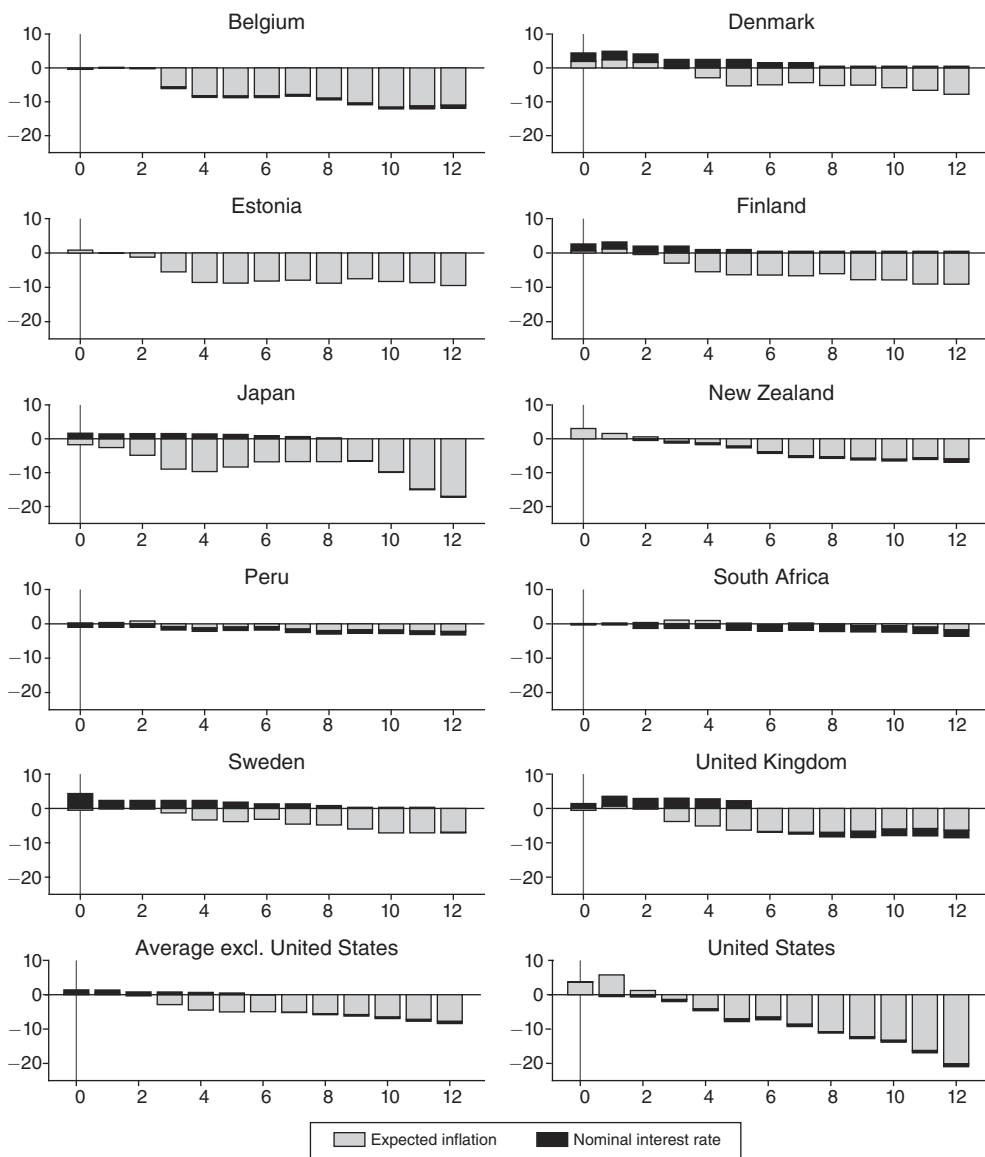 Belgium
10
0
−10
−20
0 2 4 6 8 10 12
Denmark
10
0
−10
−20
0 2 4 6 8 10 12
Estonia
10
0
−10
−20
0 2 4 6 8 10 12
Finland
10
0
−10
−20
0 2 4 6 8 10 12
Japan
10
0
−10
−20
0 2 4 6 8 10 12
New Zealand
10
0
−10
−20
0 2 4 6 8 10 12
Peru
10
0
−10
−20
0 2 4 6 8 10 12
South Africa
10
0
−10
−20
0 2 4 6 8 10 12
Sweden
10
0
−10
−20
0 2 4 6 8 10 12
United Kingdom
10
0
−10
−20
0 2 4 6 8 10 12
Average excl. United States
10
0
−10
−20
0 2 4 6 8 10 12
United States
10
0
−10
−20
0 2 4 6 8 10 12
Expected inflation Nominal interest rate